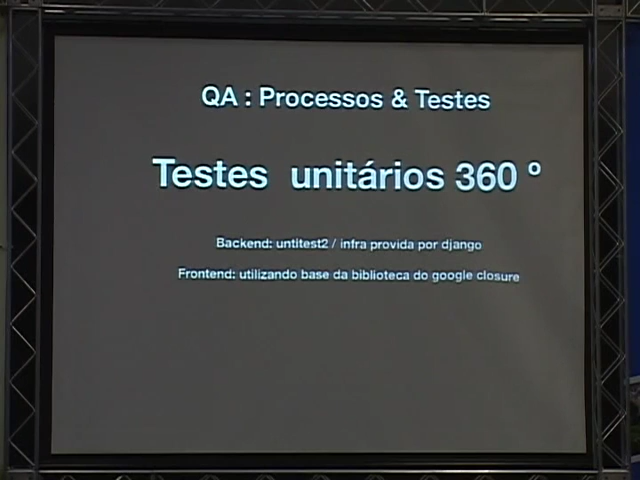 QA : Processos & Testes
Testes unitários 360 º
Backend: untitest2 / infra provida por django
Frontend: utilizando base da biblioteca do google closure